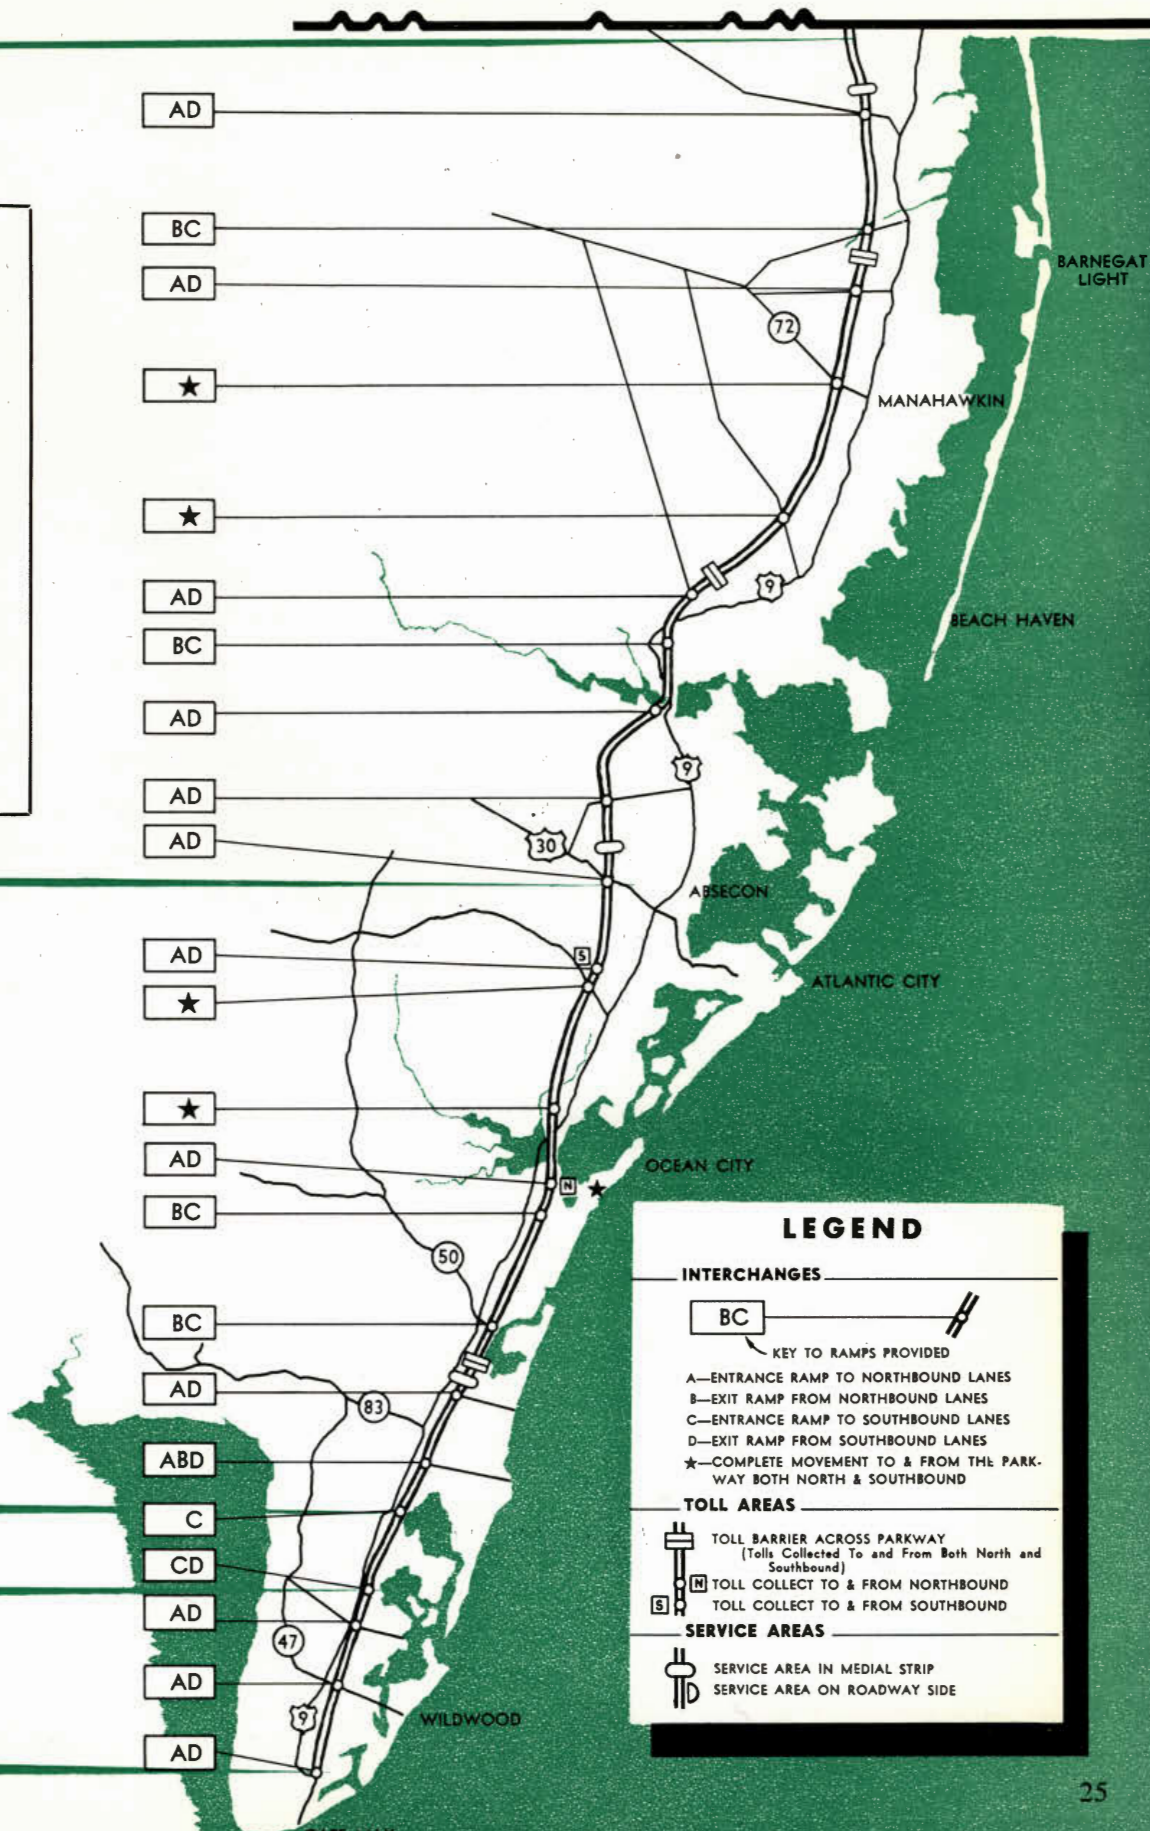 AD
BC
AD
BARNEGAT
LIGHT
72
★
MANAHAWKIN
★
AD
9
BEACH HAVEN
BC
AD
9
AD
AD
30
ABSECON
AD
S
★
ATLANTIC CITY
★
AD
OCEAN CITY
N
★
BC
50
BC
AD
83
ABD
C
CD
AD
47
AD
9
WILDWOOD
AD
LEGEND
INTERCHANGES
BC
KEY TO RAMPS PROVIDED
A—ENTRANCE RAMP TO NORTHBOUND LANES
B—EXIT RAMP FROM NORTHBOUND LANES
C—ENTRANCE RAMP TO SOUTHBOUND LANES
D—EXIT RAMP FROM SOUTHBOUND LANES
★—COMPLETE MOVEMENT TO & FROM THE PARK-
WAY BOTH NORTH & SOUTHBOUND
TOLL AREAS
TOLL BARRIER ACROSS PARKWAY
(Tolls Collected To and From Both North and
Southbound)
N TOLL COLLECT TO & FROM NORTHBOUND
S TOLL COLLECT TO & FROM SOUTHBOUND
SERVICE AREAS
SERVICE AREA IN MEDIAL STRIP
SERVICE AREA ON ROADWAY SIDE
25